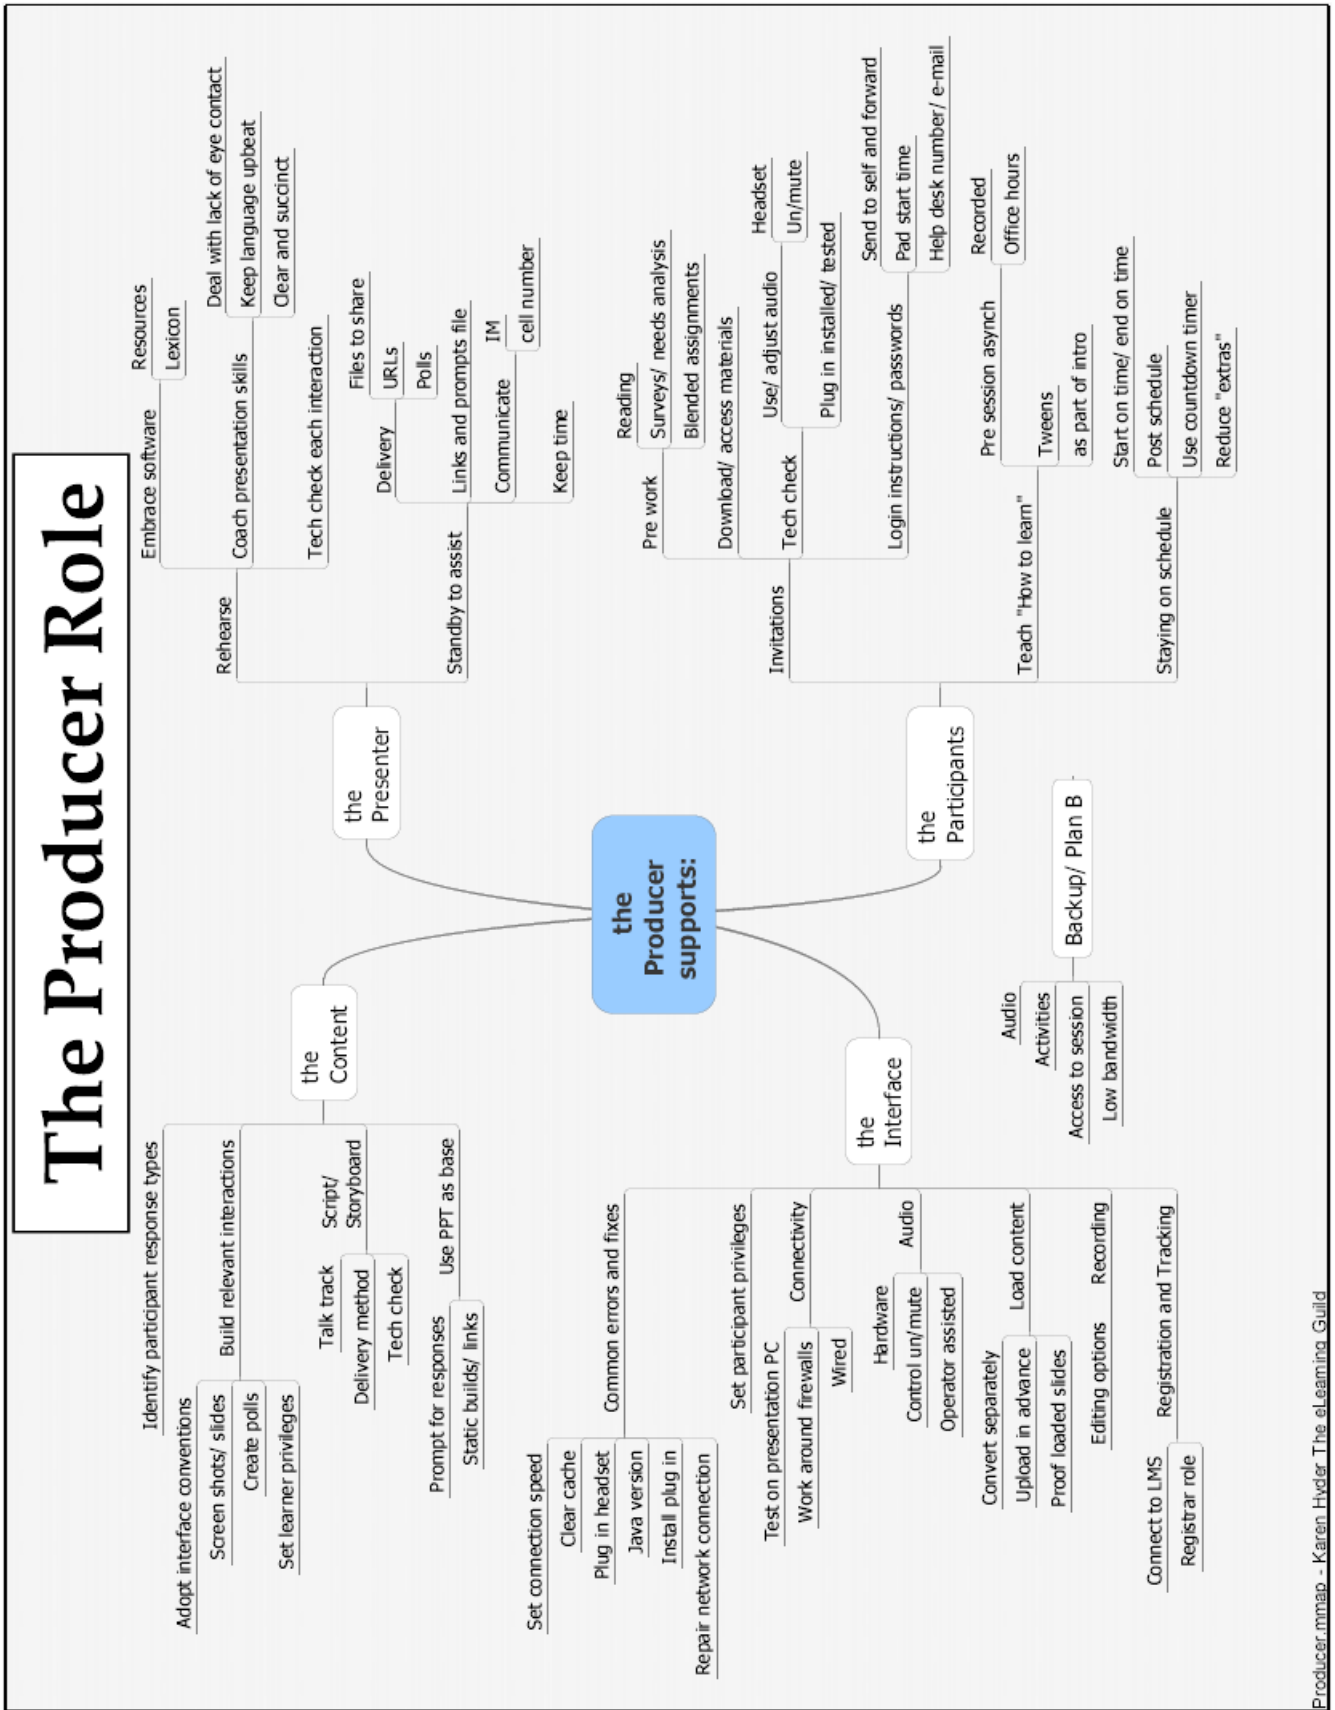 The Producer Role
the
Producer
supports:
the
Content
Identify participant response types
Build relevant interactions
Adopt interface conventions
Screen shots/ slides
Create polls
Set learner privileges
Script/
Storyboard
Talk track
Delivery method
Tech check
Use PPT as base
Prompt for responses
Static builds/ links
the
Presenter
Rehearse
Embrace software
Resources
Lexicon
Coach presentation skills
Deal with lack of eye contact
Keep language upbeat
Clear and succinct
Tech check each interaction
Standby to assist
Delivery
Files to share
URLs
Polls
Links and prompts file
Communicate
IM
cell number
Keep time
the
Interface
Common errors and fixes
Set connection speed
Clear cache
Plug in headset
Java version
Install plug in
Repair network connection
Set participant privileges
Connectivity
Test on presentation PC
Work around firewalls
Wired
Audio
Hardware
Control un/mute
Operator assisted
Load content
Convert separately
Upload in advance
Proof loaded slides
Recording
Editing options
Registration and Tracking
Connect to LMS
Registrar role
the
Participants
Invitations
Pre work
Reading
Surveys/ needs analysis
Blended assignments
Download/ access materials
Tech check
Use/ adjust audio
Headset
Un/mute
Plug in installed/ tested
Login instructions/ passwords
Send to self and forward
Pad start time
Help desk number/ e-mail
Teach "How to learn"
Pre session asynch
Recorded
Office hours
Tweens
as part of intro
Staying on schedule
Start on time/ end on time
Post schedule
Use countdown timer
Reduce "extras"
Backup/ Plan B
Audio
Activities
Access to session
Low bandwidth
Producer.mmap - Karen Hyder The eLearning Guild